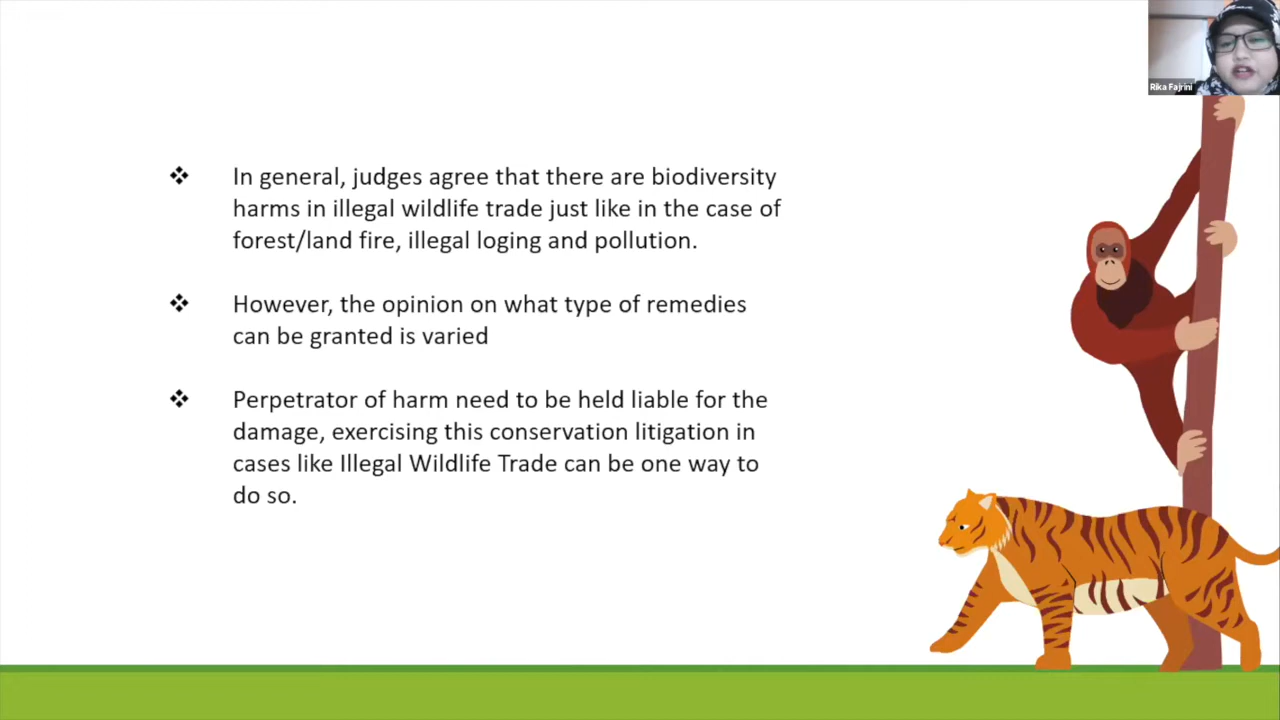 Rika Fajrini
❖ In general, judges agree that there are biodiversity
harms in illegal wildlife trade just like in the case of
forest/land fire, illegal loging and pollution.
❖ However, the opinion on what type of remedies
can be granted is varied
❖ Perpetrator of harm need to be held liable for the
damage, exercising this conservation litigation in
cases like Illegal Wildlife Trade can be one way to
do so.